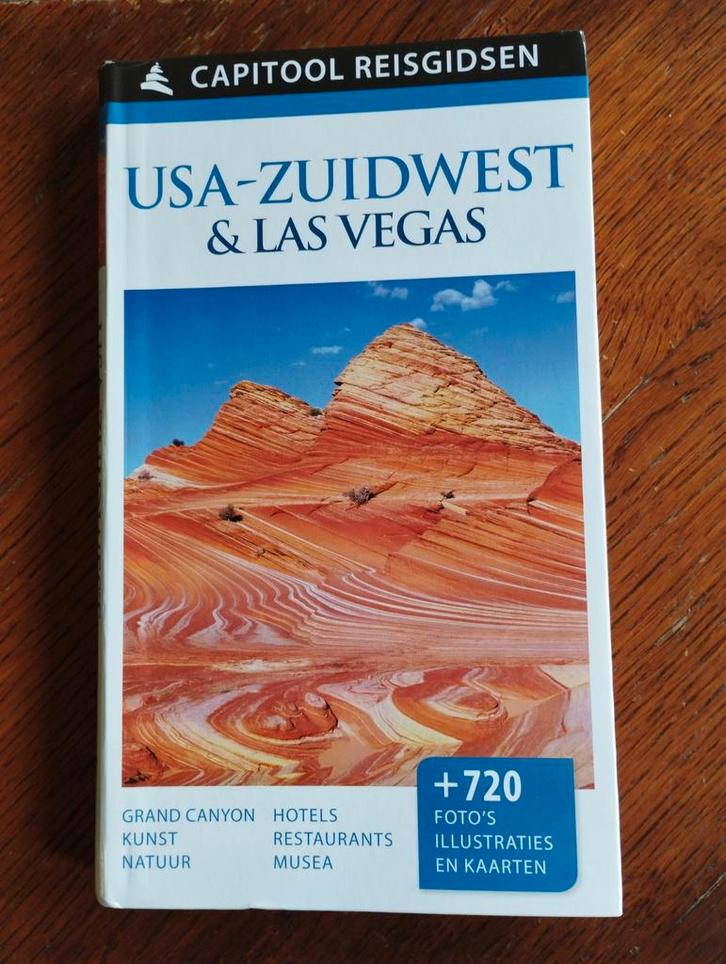 CAPITOOL REISGIDSEN
USA-ZUIDWEST
& LAS VEGAS
GRAND CANYON
KUNST
NATUUR
HOTELS
RESTAURANTS
MUSEA
+720
FOTO'S
ILLUSTRATIES
EN KAARTEN